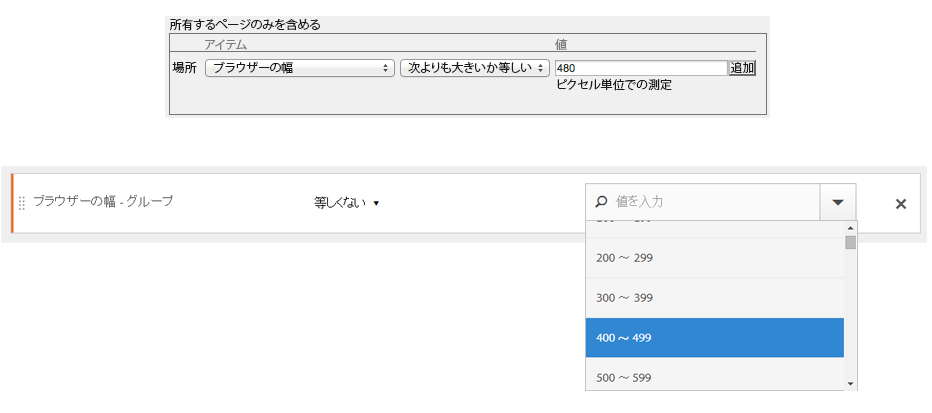 所有するページのみを含める
アイテム 値
場所 ブラウザーの幅 次よりも大きいか等しい 480 追加
ピクセル単位での測定
ブラウザーの幅 - グループ 等しくない 値を入力
200 ～ 299
300 ～ 399
400 ～ 499
500 ～ 599